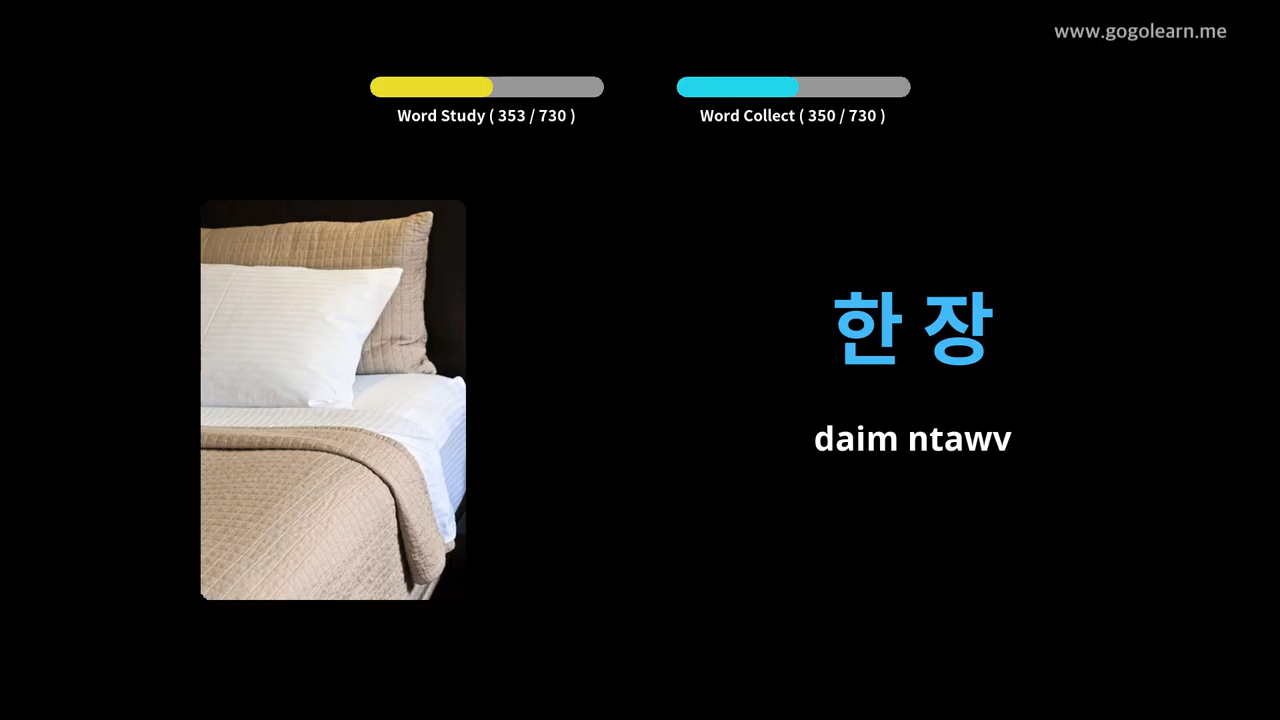 www.gogolearn.me
Word Study ( 353 / 730 )
Word Collect ( 350 / 730 )
한 장
daim ntawv